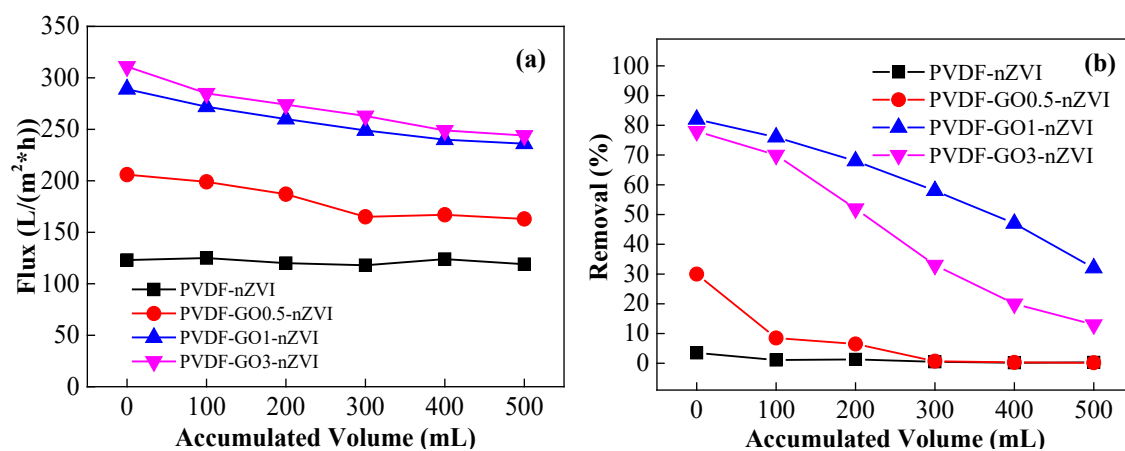 (a)
Flux (L/(m²*h))
350
300
250
200
150
100
50
0
PVDF-nZVI
PVDF-GO0.5-nZVI
PVDF-GO1-nZVI
PVDF-GO3-nZVI
0 100 200 300 400 500
Accumulated Volume (mL)
(b)
Removal (%)
100
90
80
70
60
50
40
30
20
10
0
PVDF-nZVI
PVDF-GO0.5-nZVI
PVDF-GO1-nZVI
PVDF-GO3-nZVI
0 100 200 300 400 500
Accumulated Volume (mL)